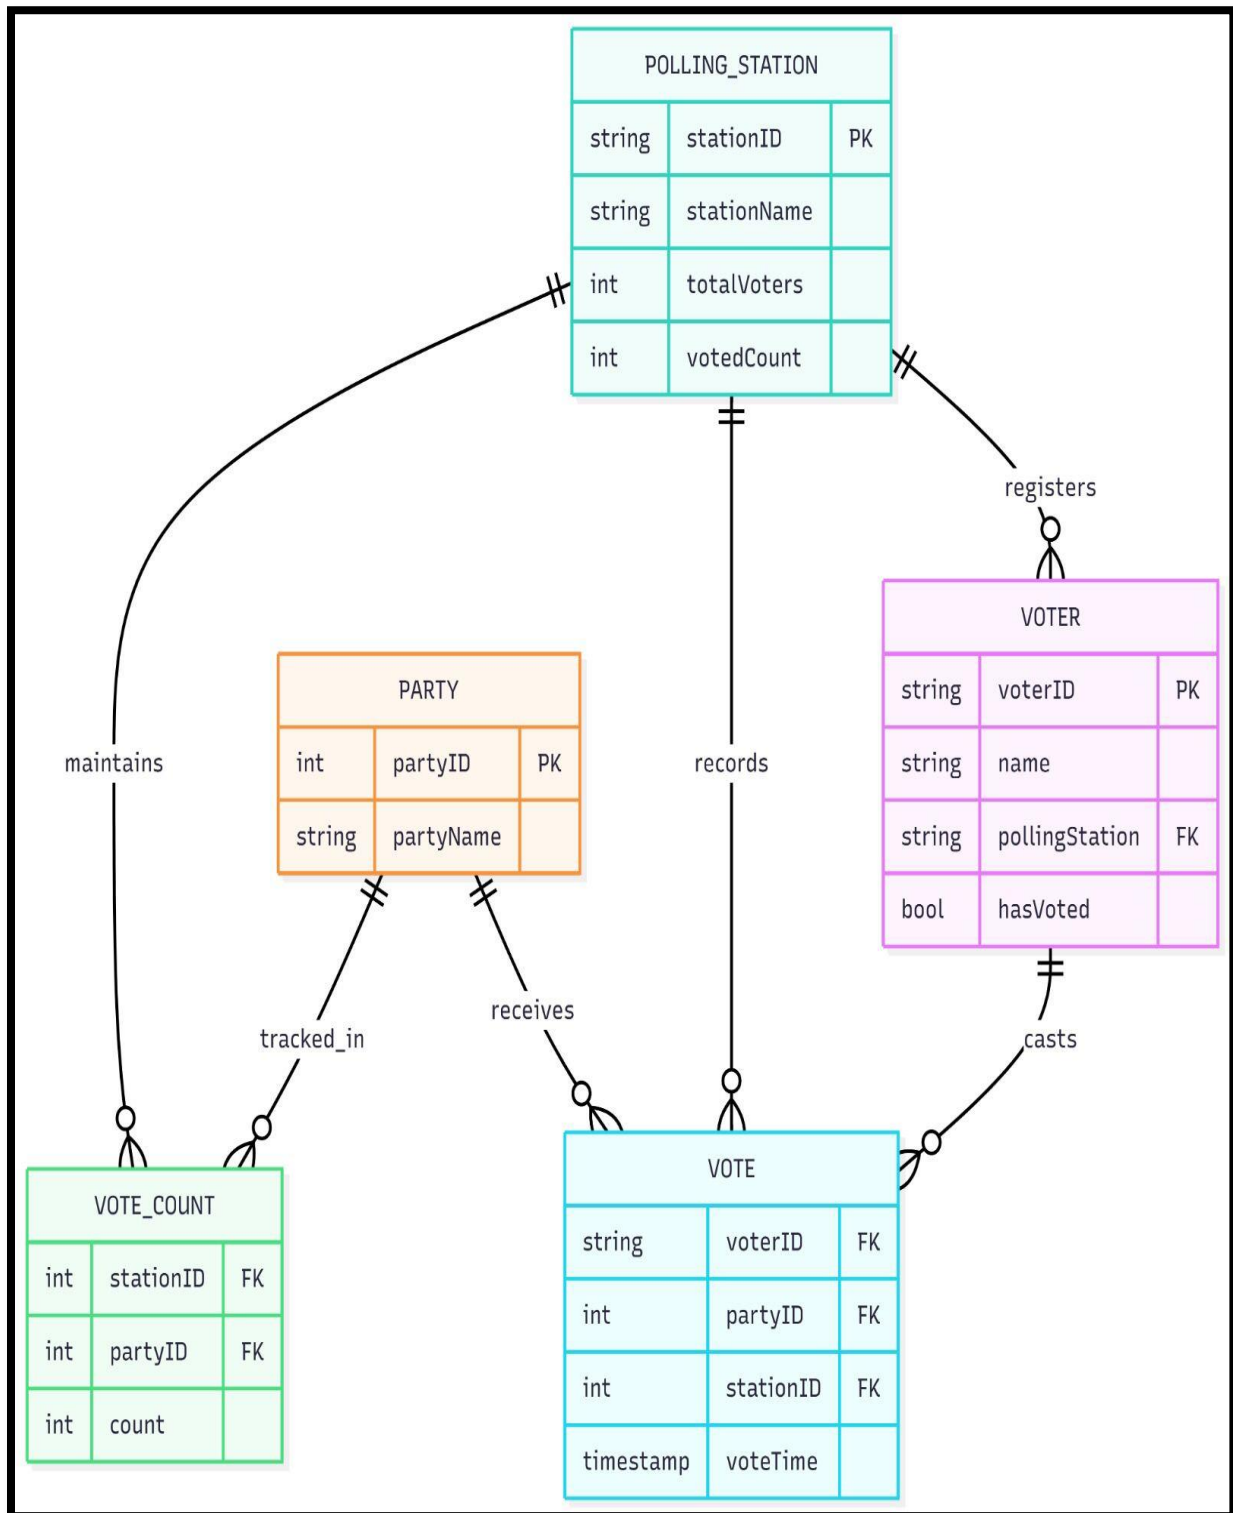 POLLING_STATION
string stationID PK
string stationName
int totalVoters
int votedCount
registers
VOTER
string voterID PK
string name
string pollingStation FK
bool hasVoted
PARTY
int partyID PK
string partyName
maintains
records
receives
tracked_in
casts
VOTE_COUNT
int stationID FK
int partyID FK
int count
VOTE
string voterID FK
int partyID FK
int stationID FK
timestamp voteTime